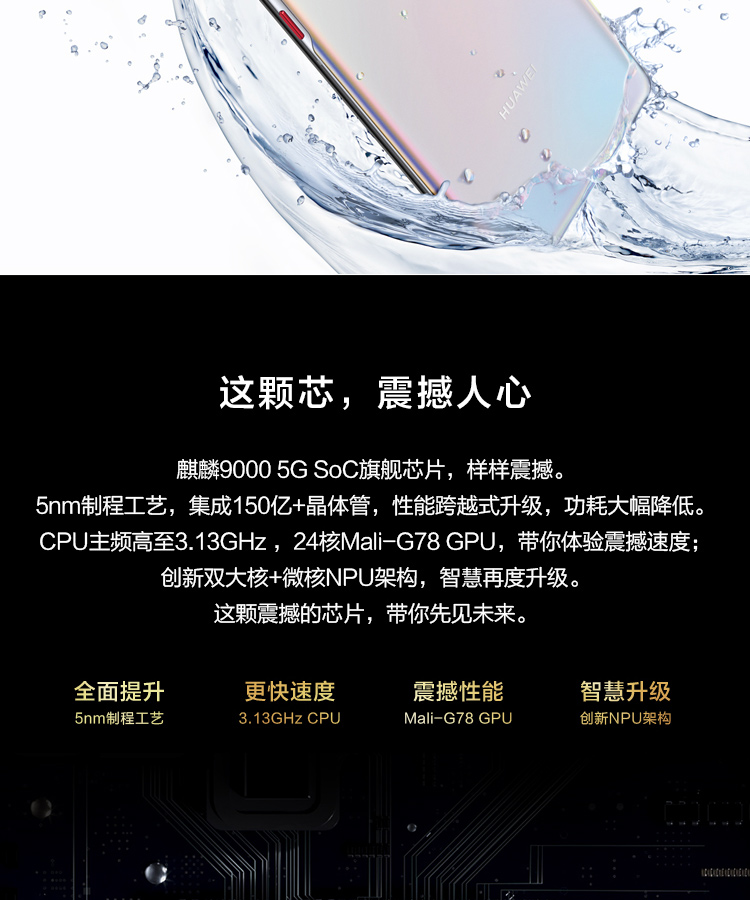 HUAWEI
这颗芯，震撼人心
麒麟9000 5G SoC旗舰芯片，样样震撼。
5nm制程工艺，集成150亿+晶体管，性能跨越式升级，功耗大幅降低。
CPU主频高至3.13GHz，24核Mali-G78 GPU，带你体验震撼速度；
创新双大核+微核NPU架构，智慧再度升级。
这颗震撼的芯片，带你先见未来。
全面提升 更快速度 震撼性能 智慧升级
5nm制程工艺 3.13GHz CPU Mali-G78 GPU 创新NPU架构